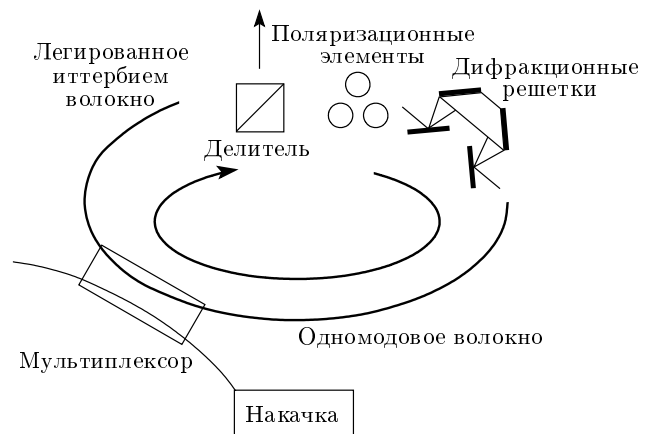 Легированное
иттербием
волокно
Поляризационные
элементы
Дифракционные
решетки
Делитель
Одномодовое волокно
Мультиплексор
Накачка